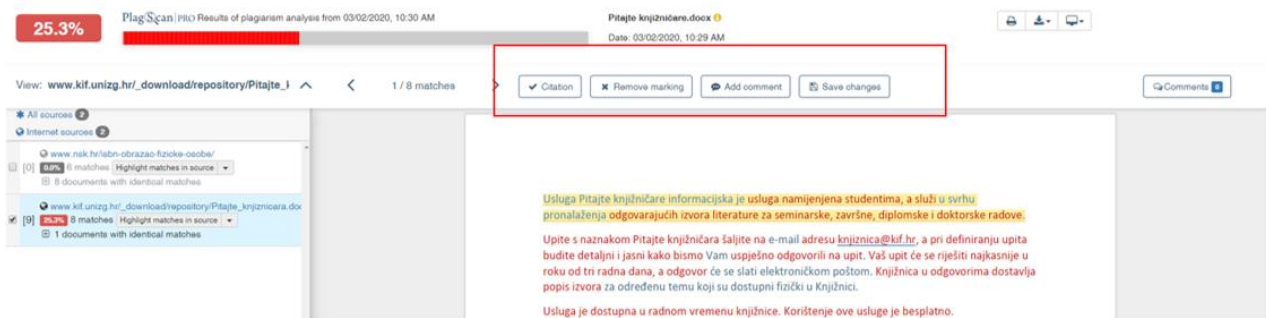 25.3%
PlagScan|PRO Results of plagiarism analysis from 03/02/2020, 10:30 AM
Pitajte knjižničare.docx
Date: 03/02/2020, 10:29 AM
View: www.kif.unizg.hr/_download/repository/Pitajte_k
1 / 8 matches
Citation
Remove marking
Add comment
Save changes
Comments
All sources 2
Internet sources 2
www.nsk.hr/isbn-obrazac-fizicke-osobe/
[0] 0.0% 6 matches Highlight matches in source
8 documents with identical matches
www.kif.unizg.hr/_download/repository/Pitajte_knjiznicara.doc
[9] 25.3% 8 matches Highlight matches in source
1 documents with identical matches
Usluga Pitajte knjižničare informacijska je usluga namijenjena studentima, a služi u svrhu
pronalaženja odgovarajućih izvora literature za seminarske, završne, diplomske i doktorske radove.
Upite s naznakom Pitajte knjižničara šaljite na e-mail adresu knjiznica@kif.hr, a pri definiranju upita
budite detaljni i jasni kako bismo Vam uspješno odgovorili na upit. Vaš upit će se riješiti najkasnije u
roku od tri radna dana, a odgovor će se slati elektroničkom poštom. Knjižnica u odgovorima dostavlja
popis izvora za određenu temu koji su dostupni fizički u Knjižnici.
Usluga je dostupna u radnom vremenu knjižnice. Korištenje ove usluge je besplatno.